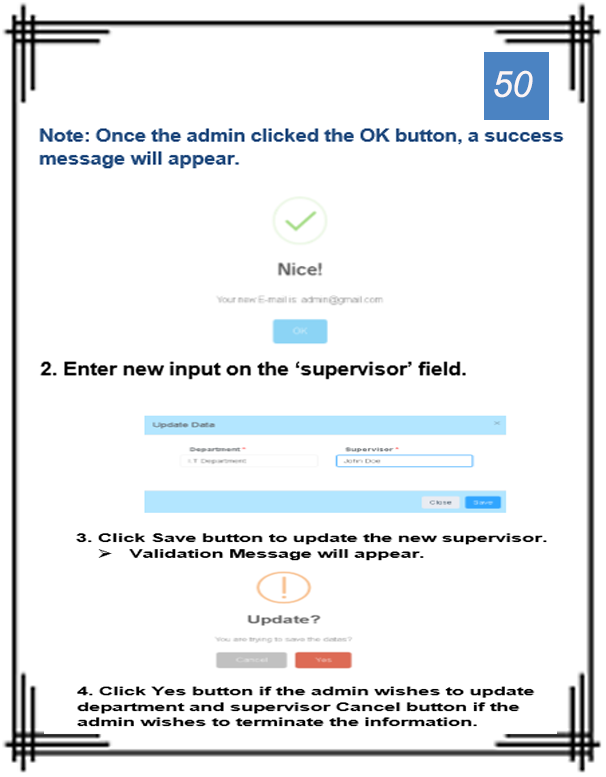 50
Note: Once the admin clicked the OK button, a success
message will appear.
Nice!
Your new E-mail is admin@gmail.com
OK
2. Enter new input on the ‘supervisor’ field.
Update Data ×
Department * Supervisor *
I.T Department John Doe
Close Save
3. Click Save button to update the new supervisor.
➢ Validation Message will appear.
Update?
You are trying to save the datas?
Cancel Yes
4. Click Yes button if the admin wishes to update
department and supervisor Cancel button if the
admin wishes to terminate the information.